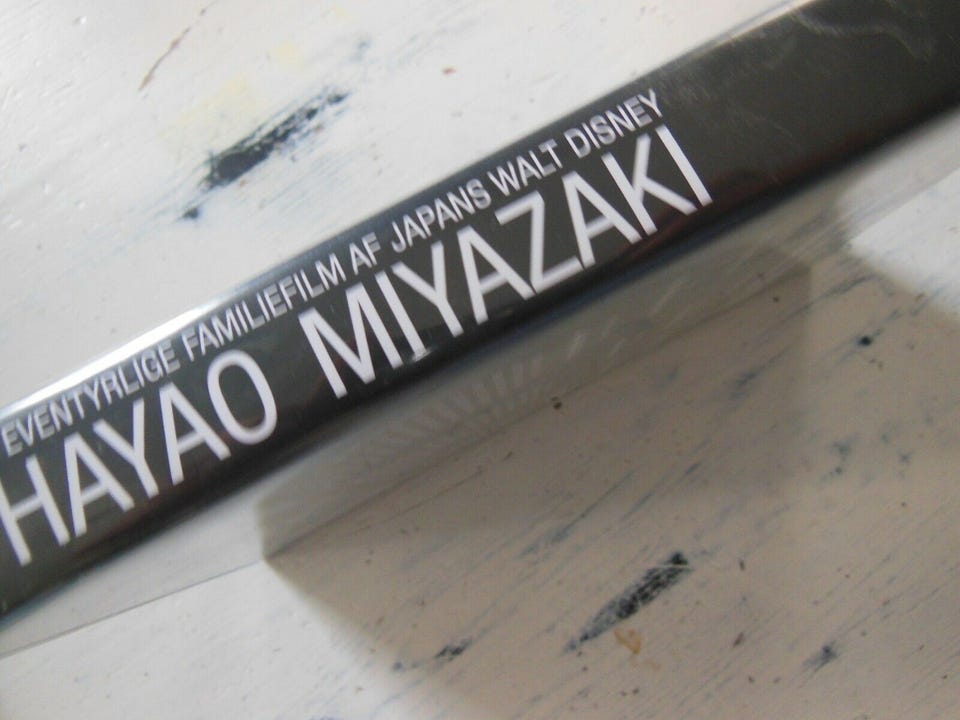 EVENTYRLIGE FAMILIEFILM AF JAPANS WALT DISNEY
HAYAO MIYAZAKI